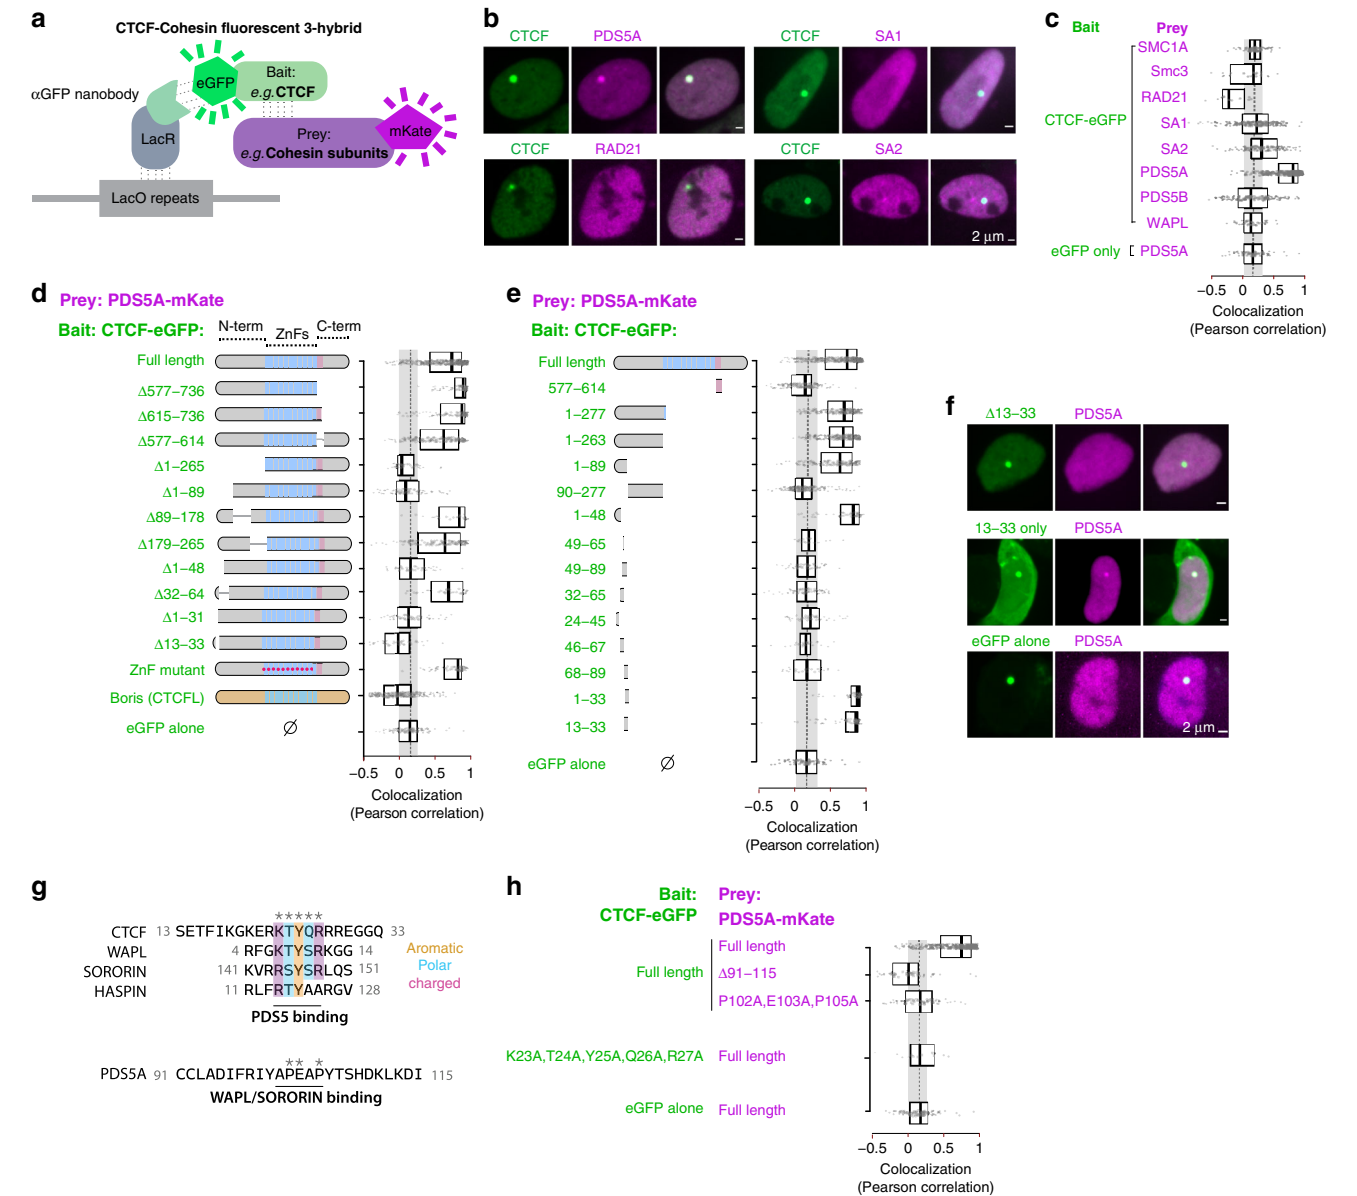 a
CTCF-Cohesin fluorescent 3-hybrid
αGFP nanobody
eGFP
Bait:
e.g.CTCF
LacR
Prey:
e.g.Cohesin subunits
mKate
LacO repeats
b
CTCF PDS5A
CTCF SA1
CTCF RAD21
CTCF SA2
2 μm
c
Bait Prey
CTCF-eGFP
SMC1A
Smc3
RAD21
SA1
SA2
PDS5A
PDS5B
WAPL
eGFP only PDS5A
−0.5 0 0.5 1
Colocalization
(Pearson correlation)
d
Prey: PDS5A-mKate
Bait: CTCF-eGFP:
N-term ZnFs C-term
Full length
Δ577−736
Δ615−736
Δ577−614
Δ1−265
Δ1−89
Δ89−178
Δ179−265
Δ1−48
Δ32−64
Δ1−31
Δ13−33
ZnF mutant
Boris (CTCFL)
eGFP alone ∅
−0.5 0 0.5 1
Colocalization
(Pearson correlation)
e
Prey: PDS5A-mKate
Bait: CTCF-eGFP:
Full length
577−614
1−277
1−263
1−89
90−277
1−48
49−65
49−89
32−65
24−45
46−67
68−89
1−33
13−33
eGFP alone ∅
−0.5 0 0.5 1
Colocalization
(Pearson correlation)
f
Δ13−33 PDS5A
13−33 only PDS5A
eGFP alone PDS5A
2 μm
g
*****
CTCF 13 SETFIKGKERKTYQRRREGGQ 33
WAPL 4 RFGKTYSRKGG 14
SORORIN 141 KVRRSYSRLQS 151
HASPIN 11 RLFRTYAARGV 128
Aromatic
Polar
charged
PDS5 binding
** *
PDS5A 91 CCLADIFRIYAPEAPYTSHDKLKDI 115
WAPL/SORORIN binding
h
Bait: Prey:
CTCF-eGFP PDS5A-mKate
Full length
Full length
Δ91−115
P102A,E103A,P105A
K23A,T24A,Y25A,Q26A,R27A Full length
eGFP alone Full length
−0.5 0 0.5 1
Colocalization
(Pearson correlation)